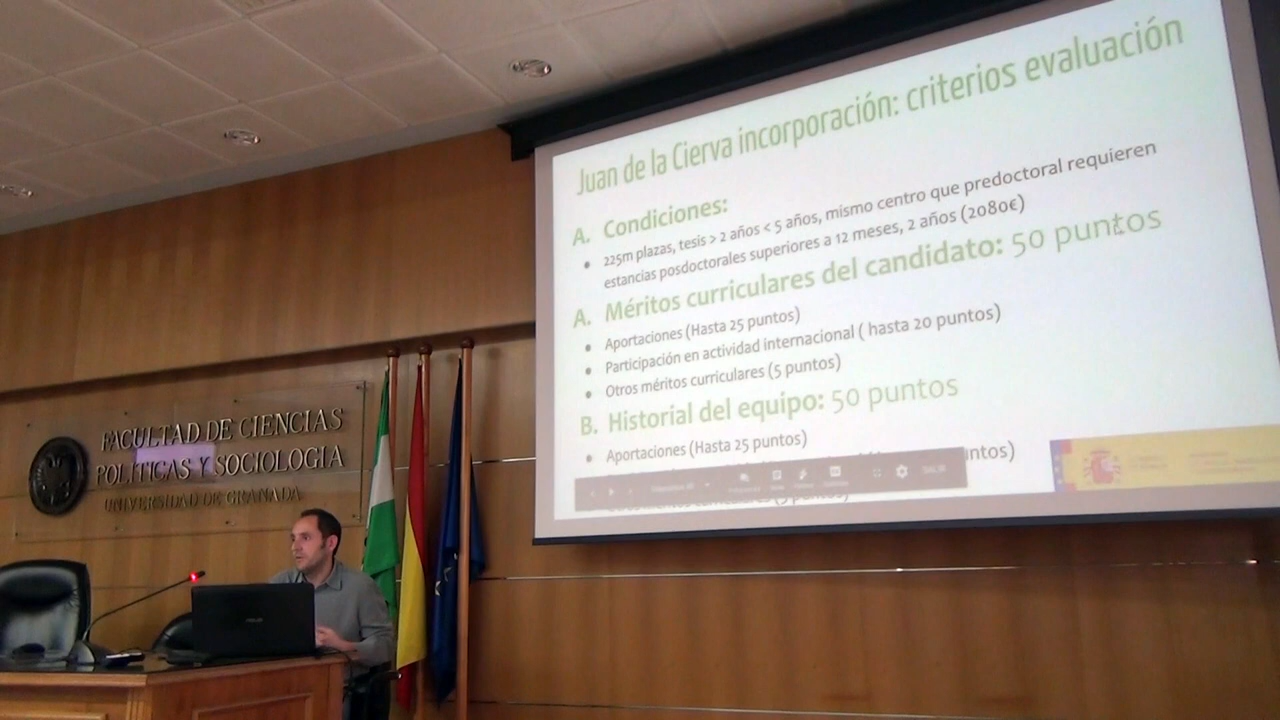 Juan de la Cierva incorporación: criterios evaluación
A. Condiciones:
• 225m plazas, tesis > 2 años < 5 años, mismo centro que predoctoral requieren
estancias posdoctorales superiores a 12 meses, 2 años (2080€)
A. Méritos curriculares del candidato: 50 puntos
• Aportaciones (Hasta 25 puntos)
• Participación en actividad internacional ( hasta 20 puntos)
• Otros méritos curriculares (5 puntos)
B. Historial del equipo: 50 puntos
• Aportaciones (Hasta 25 puntos)
FACULTAD DE CIENCIAS
POLÍTICAS Y SOCIOLOGÍA
UNIVERSIDAD DE GRANADA